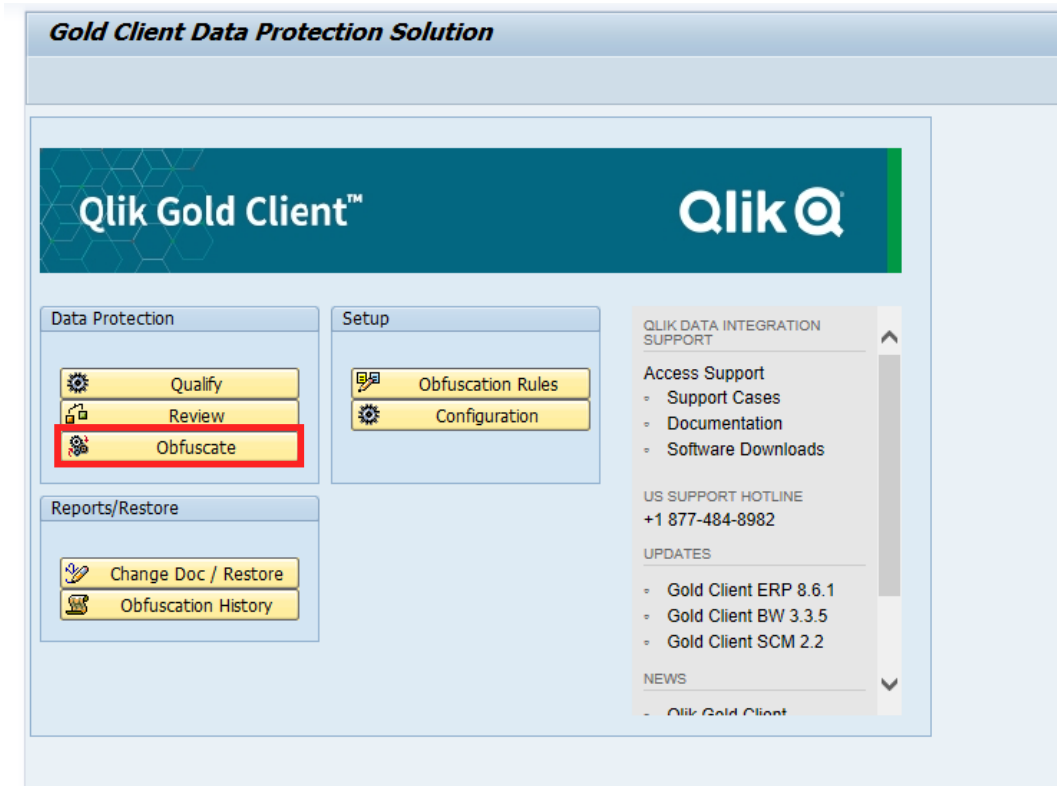 Gold Client Data Protection Solution
Qlik Gold Client™
Qlik
Data Protection
Qualify
Review
Obfuscate
Setup
Obfuscation Rules
Configuration
Reports/Restore
Change Doc / Restore
Obfuscation History
QLIK DATA INTEGRATION
SUPPORT
Access Support
Support Cases
Documentation
Software Downloads
US SUPPORT HOTLINE
+1 877-484-8982
UPDATES
Gold Client ERP 8.6.1
Gold Client BW 3.3.5
Gold Client SCM 2.2
NEWS
Qlik Gold Client